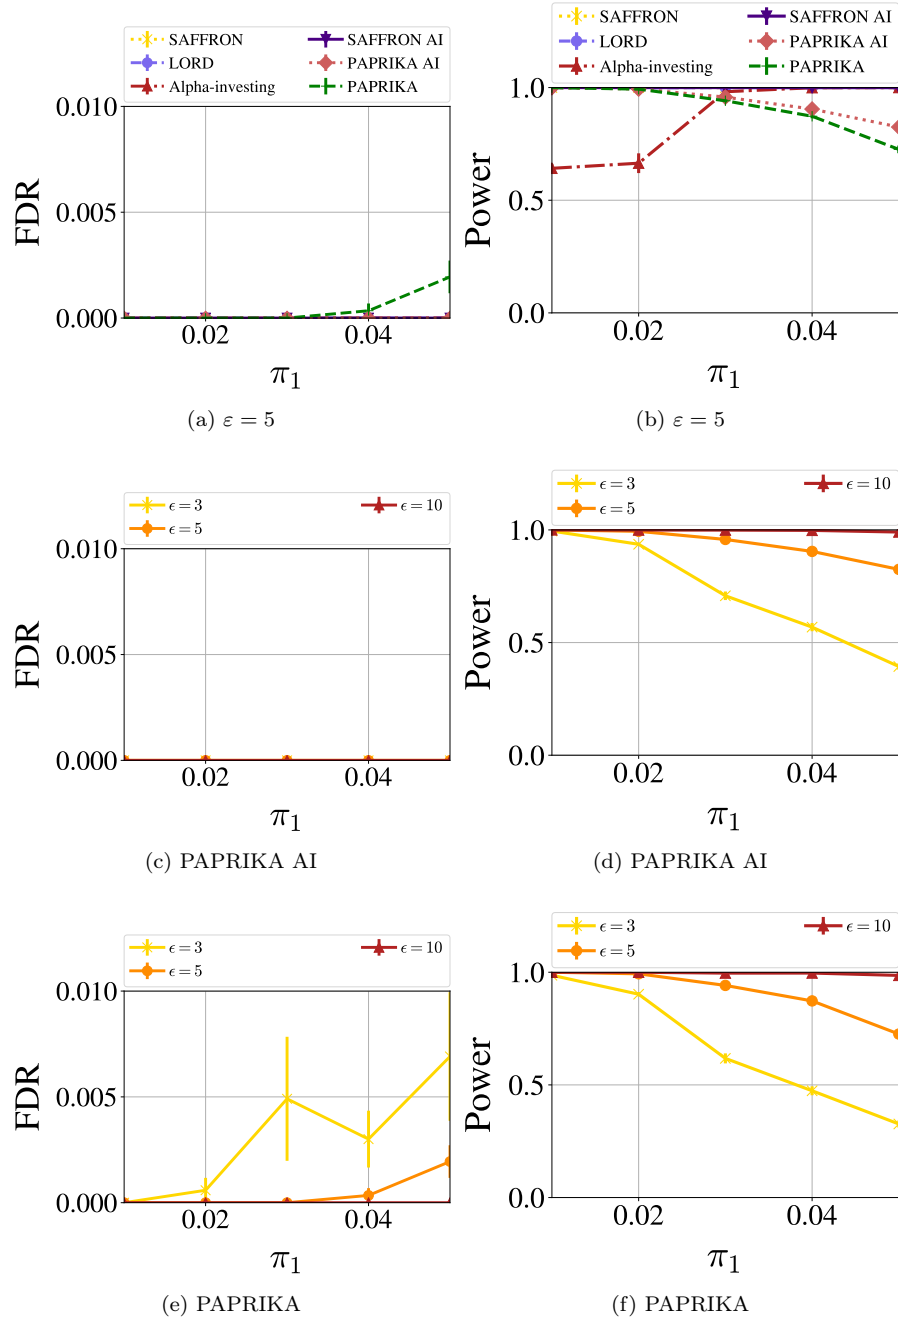 SAFFRON
LORD
Alpha-investing
SAFFRON AI
PAPRIKA AI
PAPRIKA
FDR
0.010
0.005
0.000
0.02
0.04
π₁
(a) ε = 5
SAFFRON
LORD
Alpha-investing
SAFFRON AI
PAPRIKA AI
PAPRIKA
Power
1.0
0.5
0.0
0.02
0.04
π₁
(b) ε = 5
ϵ = 3
ϵ = 5
ϵ = 10
FDR
0.010
0.005
0.000
0.02
0.04
π₁
(c) PAPRIKA AI
ϵ = 3
ϵ = 5
ϵ = 10
Power
1.0
0.5
0.0
0.02
0.04
π₁
(d) PAPRIKA AI
ϵ = 3
ϵ = 5
ϵ = 10
FDR
0.010
0.005
0.000
0.02
0.04
π₁
(e) PAPRIKA
ϵ = 3
ϵ = 5
ϵ = 10
Power
1.0
0.5
0.0
0.02
0.04
π₁
(f) PAPRIKA